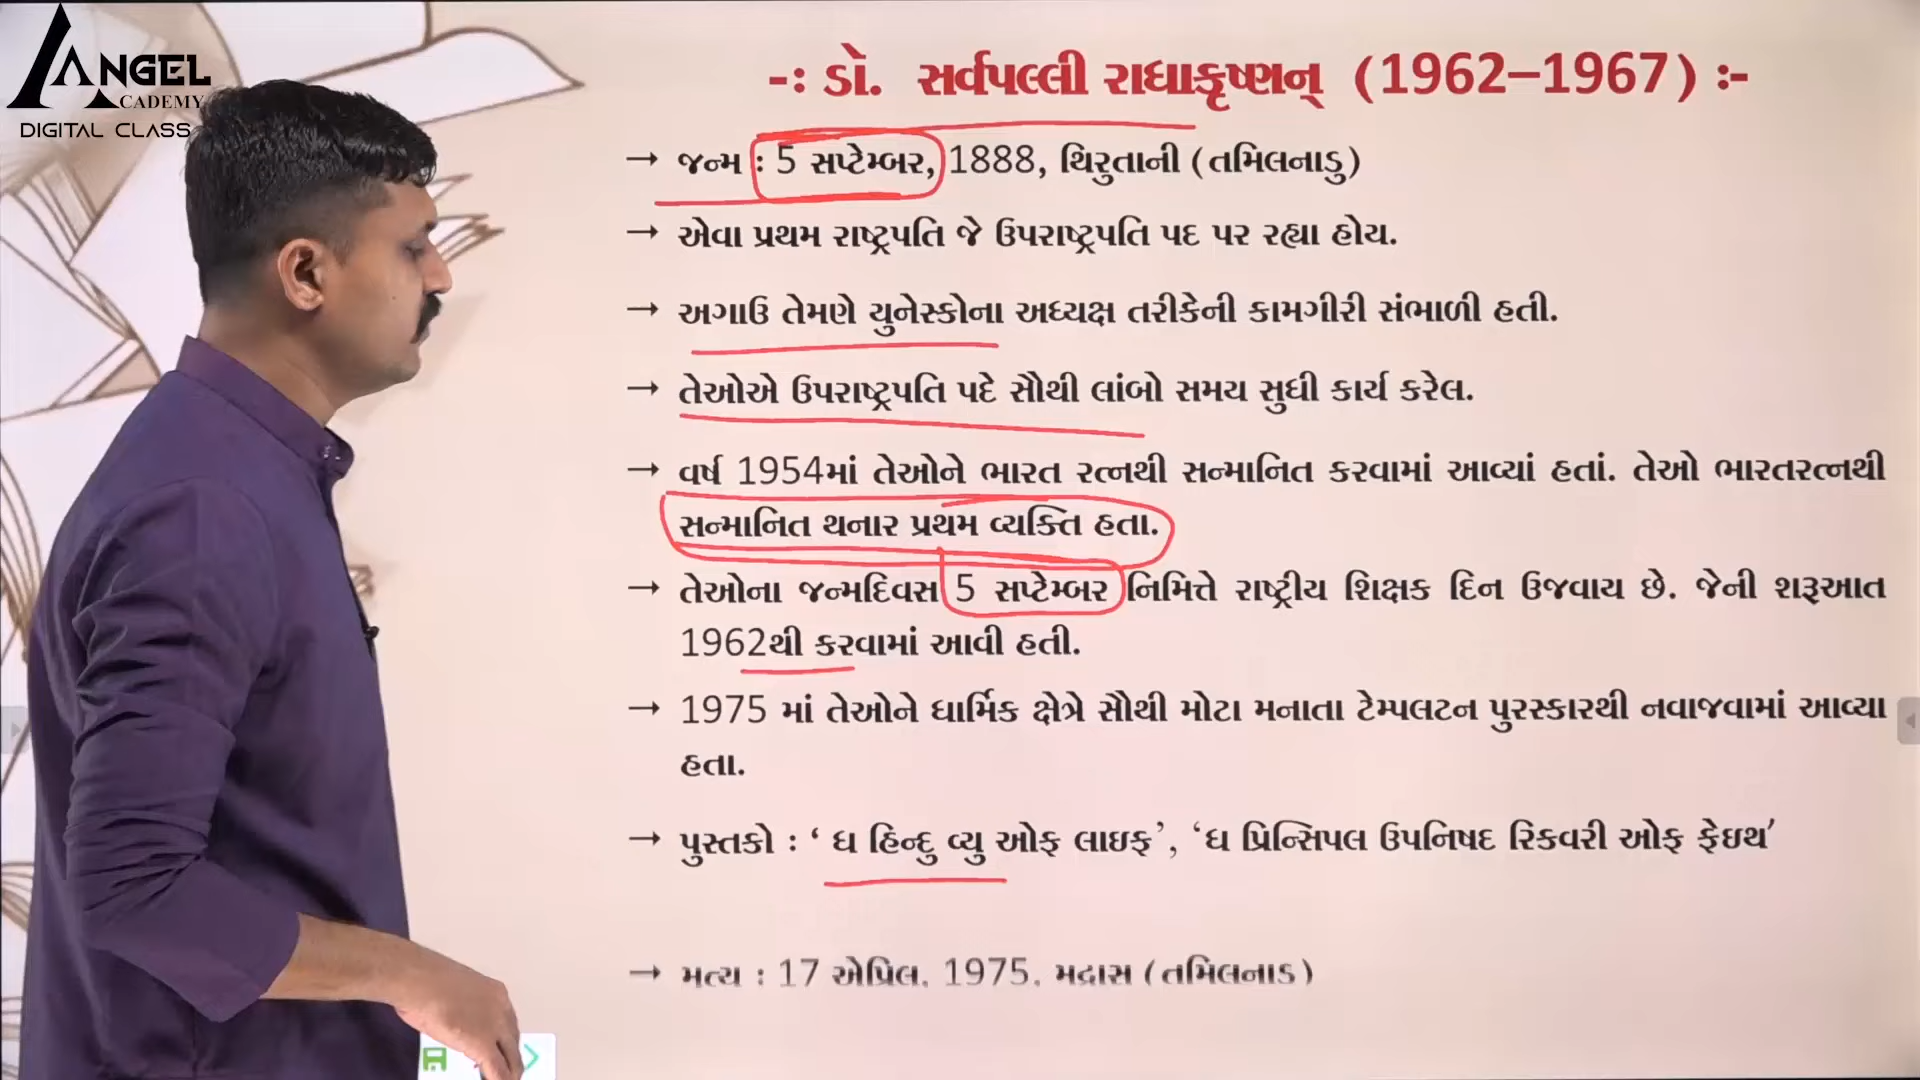 ANGEL
ACADEMY
DIGITAL CLASS
-: ડૉ. સર્વપલ્લી રાધાકૃષ્ણન્ (1962–1967) :-
→ જન્મ : 5 સપ્ટેમ્બર, 1888, થિરુતાની (તમિલનાડુ)
→ એવા પ્રથમ રાષ્ટ્રપતિ જે ઉપરાષ્ટ્રપતિ પદ પર રહ્યા હોય.
→ અગાઉ તેમણે યુનેસ્કોના અધ્યક્ષ તરીકેની કામગીરી સંભાળી હતી.
→ તેઓએ ઉપરાષ્ટ્રપતિ પદે સૌથી લાંબો સમય સુધી કાર્ય કરેલ.
→ વર્ષ 1954માં તેઓને ભારત રત્નથી સન્માનિત કરવામાં આવ્યાં હતાં. તેઓ ભારતરત્નથી
સન્માનિત થનાર પ્રથમ વ્યક્તિ હતા.
→ તેઓના જન્મદિવસ 5 સપ્ટેમ્બર નિમિત્તે રાષ્ટ્રીય શિક્ષક દિન ઉજવાય છે. જેની શરૂઆત
1962થી કરવામાં આવી હતી.
→ 1975 માં તેઓને ધાર્મિક ક્ષેત્રે સૌથી મોટા મનાતા ટેમ્પલટન પુરસ્કારથી નવાજવામાં આવ્યા
હતા.
→ પુસ્તકો : ‘ ધ હિન્દુ વ્યુ ઓફ લાઇફ’, ‘ધ પ્રિન્સિપલ ઉપનિષદ રિકવરી ઓફ ફેઇથ’
→ મૃત્યુ : 17 એપ્રિલ, 1975, મદ્રાસ (તમિલનાડુ)